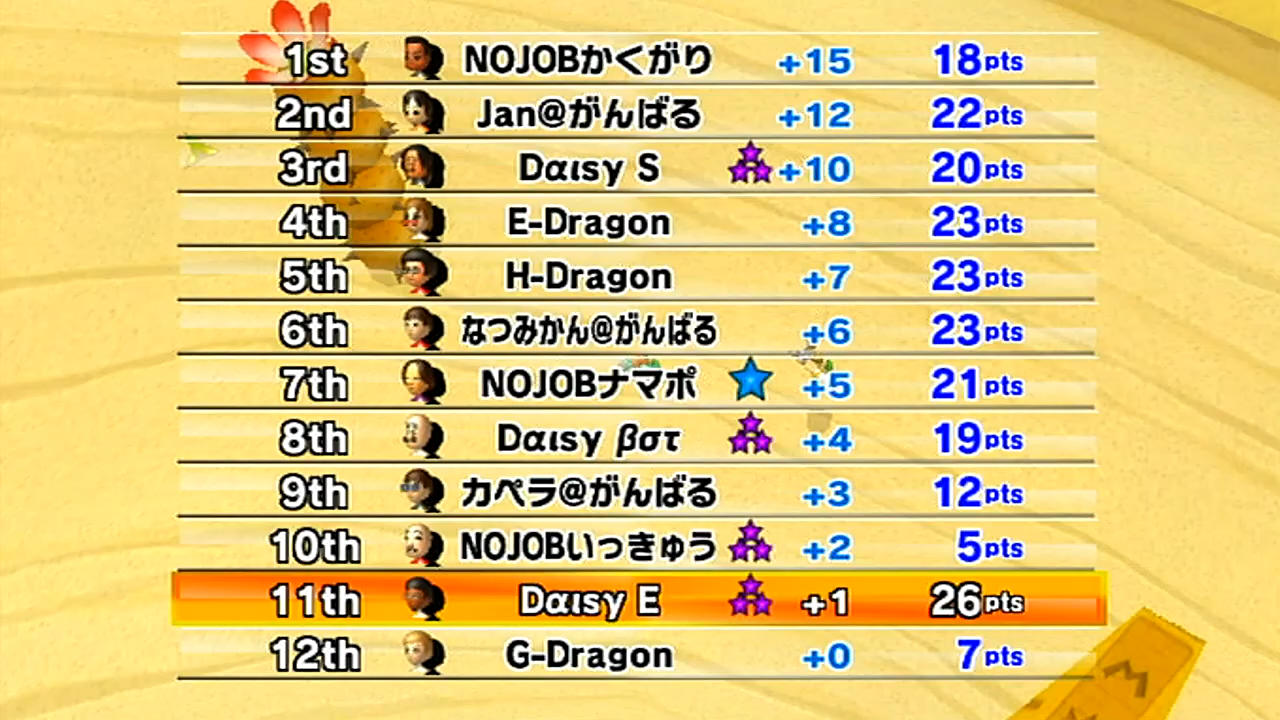 1st NOJOBかくがり +15 18pts
2nd Jan@がんばる +12 22pts
3rd Dαιsy S +10 20pts
4th E-Dragon +8 23pts
5th H-Dragon +7 23pts
6th なつみかん@がんばる +6 23pts
7th NOJOBナマポ +5 21pts
8th Dαιsy βστ +4 19pts
9th カペラ@がんばる +3 12pts
10th NOJOBいっきゅう +2 5pts
11th Dαιsy E +1 26pts
12th G-Dragon +0 7pts